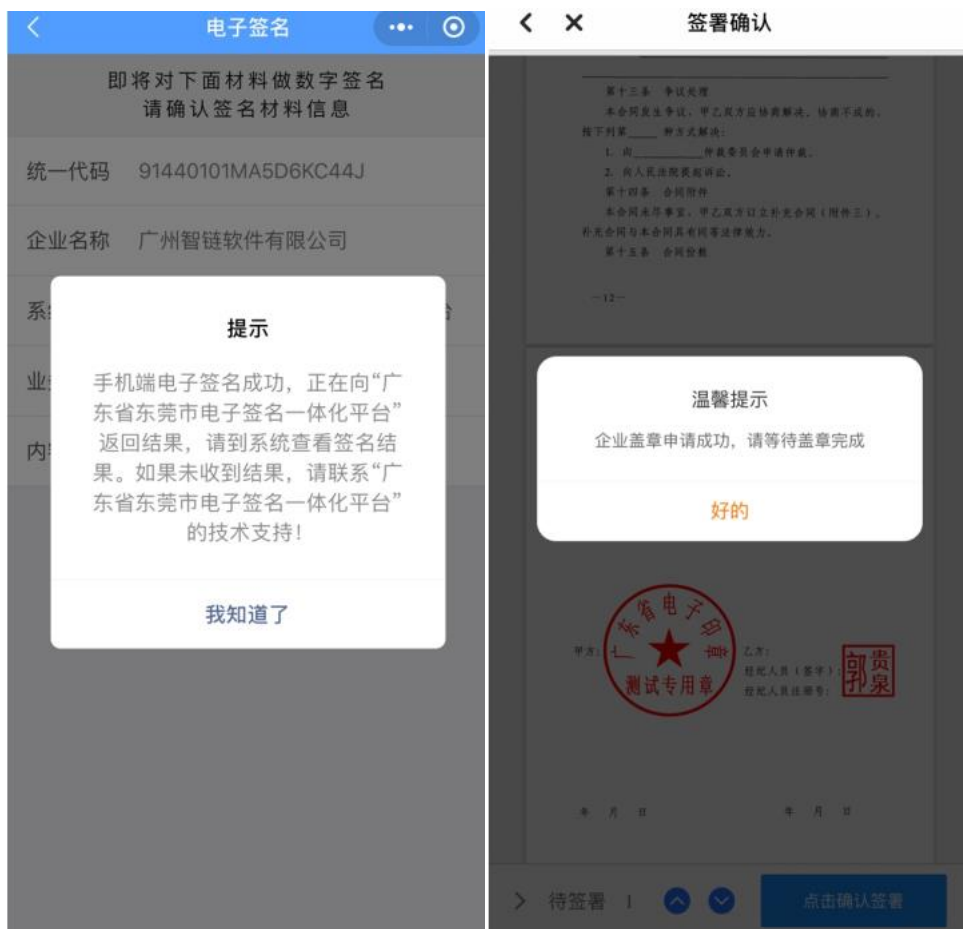 电子签名
即将对下面材料做数字签名
请确认签名材料信息
统一代码 91440101MA5D6KC44J
企业名称 广州智链软件有限公司
系
业
内
提示
手机端电子签名成功，正在向“广
东省东莞市电子签名一体化平台”
返回结果，请到系统查看签名结
果。如果未收到结果，请联系“广
东省东莞市电子签名一体化平台”
的技术支持！
我知道了
签署确认
第十三条 争议处理
本合同发生争议，甲乙双方应协商解决。协商不成的，
按下列第____种方式解决：
1. 向________仲裁委员会申请仲裁。
2. 向人民法院提起诉讼。
第十四条 合同附件
本合同未尽事宜，甲乙双方订立补充合同（附件三）。
补充合同与本合同具有同等法律效力。
第十五条 合同份数
—12—
温馨提示
企业盖章申请成功，请等待盖章完成
好的
广东省电子印章
测试专用章
甲方：
乙方：
经纪人员（签字）：
经纪人员注册号：
郭贵泉
年 月 日 年 月 日
待签署 1 点击确认签署